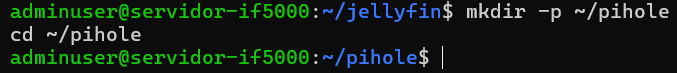 adminuser@servidor-if5000:~/jellyfin$ mkdir -p ~/pihole
cd ~/pihole
adminuser@servidor-if5000:~/pihole$